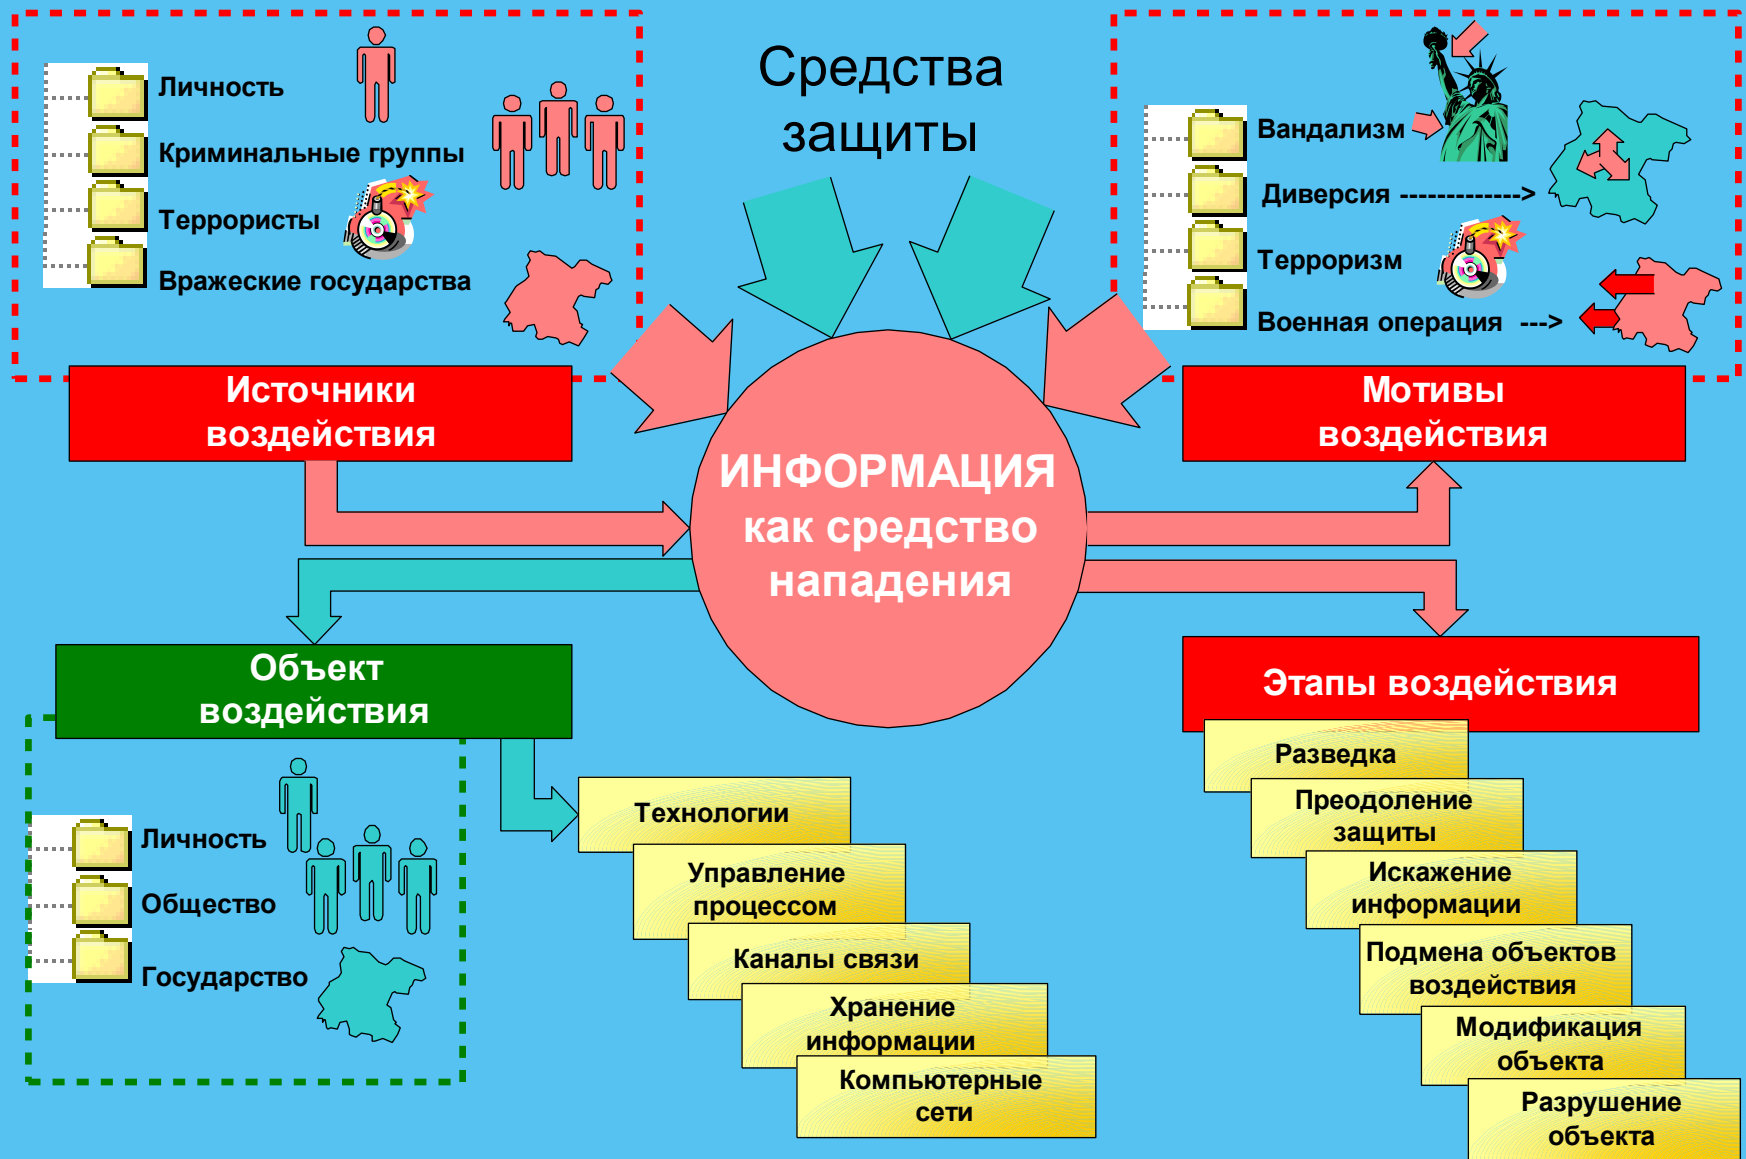 Средства
защиты
Личность
Криминальные группы
Террористы
Вражеские государства
Источники
воздействия
Вандализм
Диверсия ------------->
Терроризм
Военная операция --->
Мотивы
воздействия
ИНФОРМАЦИЯ
как средство
нападения
Объект
воздействия
Личность
Общество
Государство
Технологии
Управление
процессом
Каналы связи
Хранение
информации
Компьютерные
сети
Этапы воздействия
Разведка
Преодоление
защиты
Искажение
информации
Подмена объектов
воздействия
Модификация
объекта
Разрушение
объекта